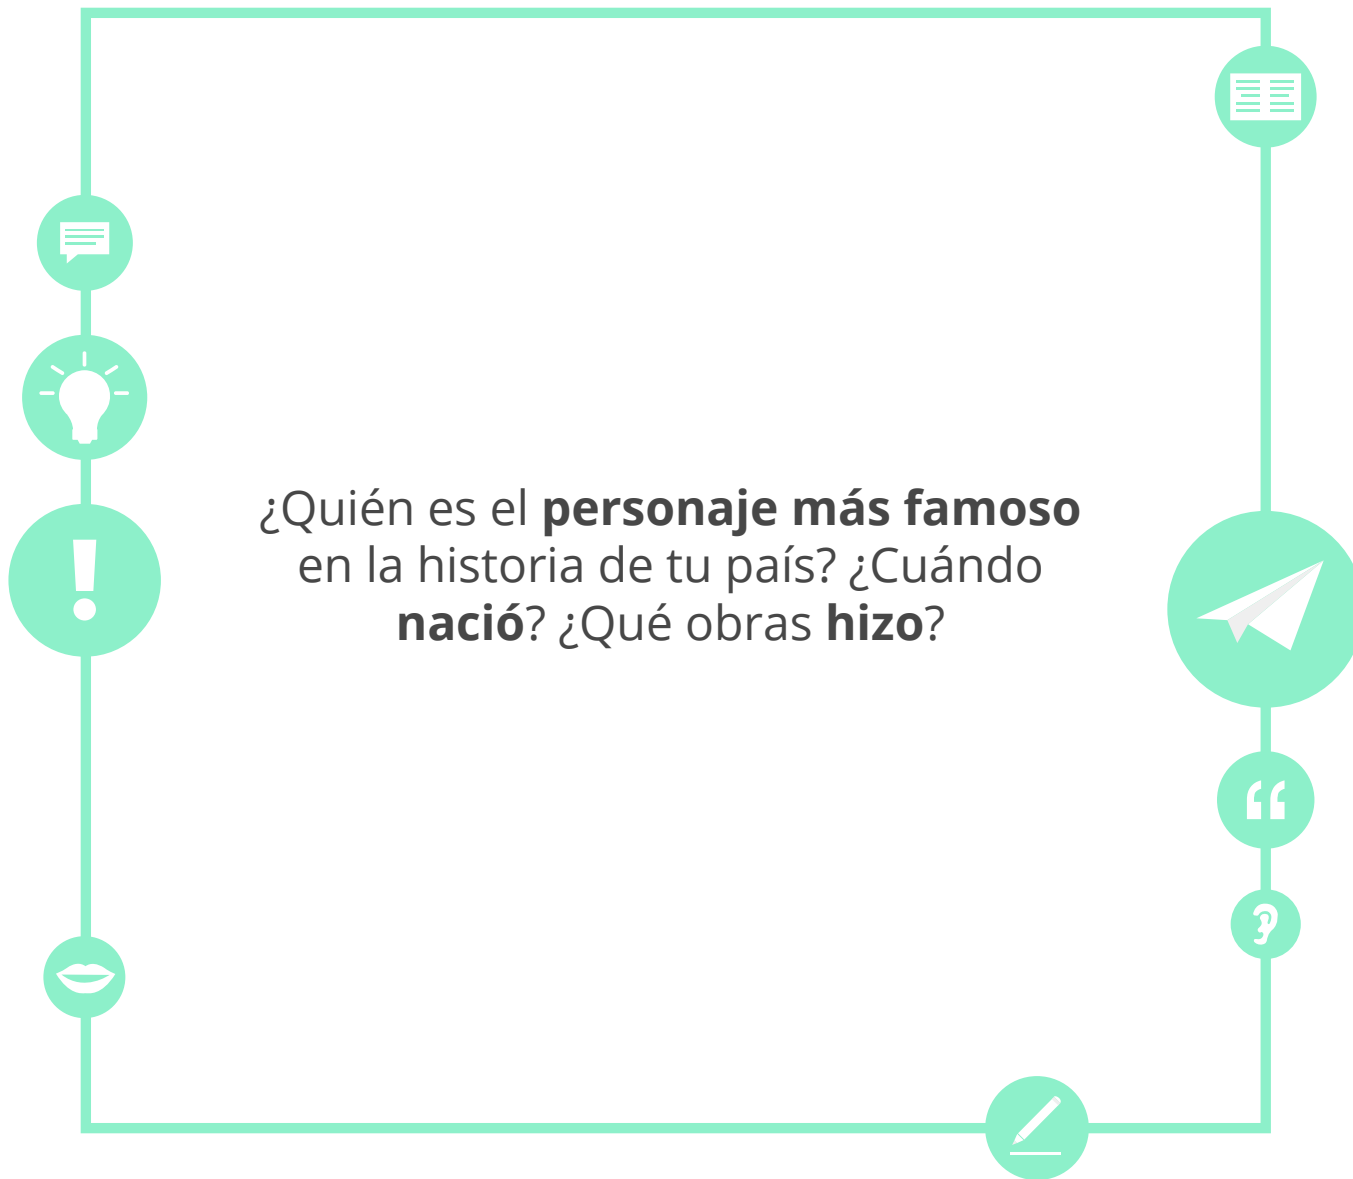 ¿Quién es el personaje más famoso
en la historia de tu país? ¿Cuándo
nació? ¿Qué obras hizo?